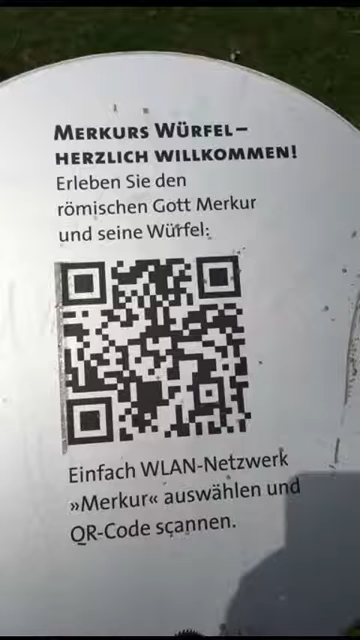 MERKURS WÜRFEL –
HERZLICH WILLKOMMEN!
Erleben Sie den
römischen Gott Merkur
und seine Würfel:
Einfach WLAN-Netzwerk
»Merkur« auswählen und
QR-Code scannen.